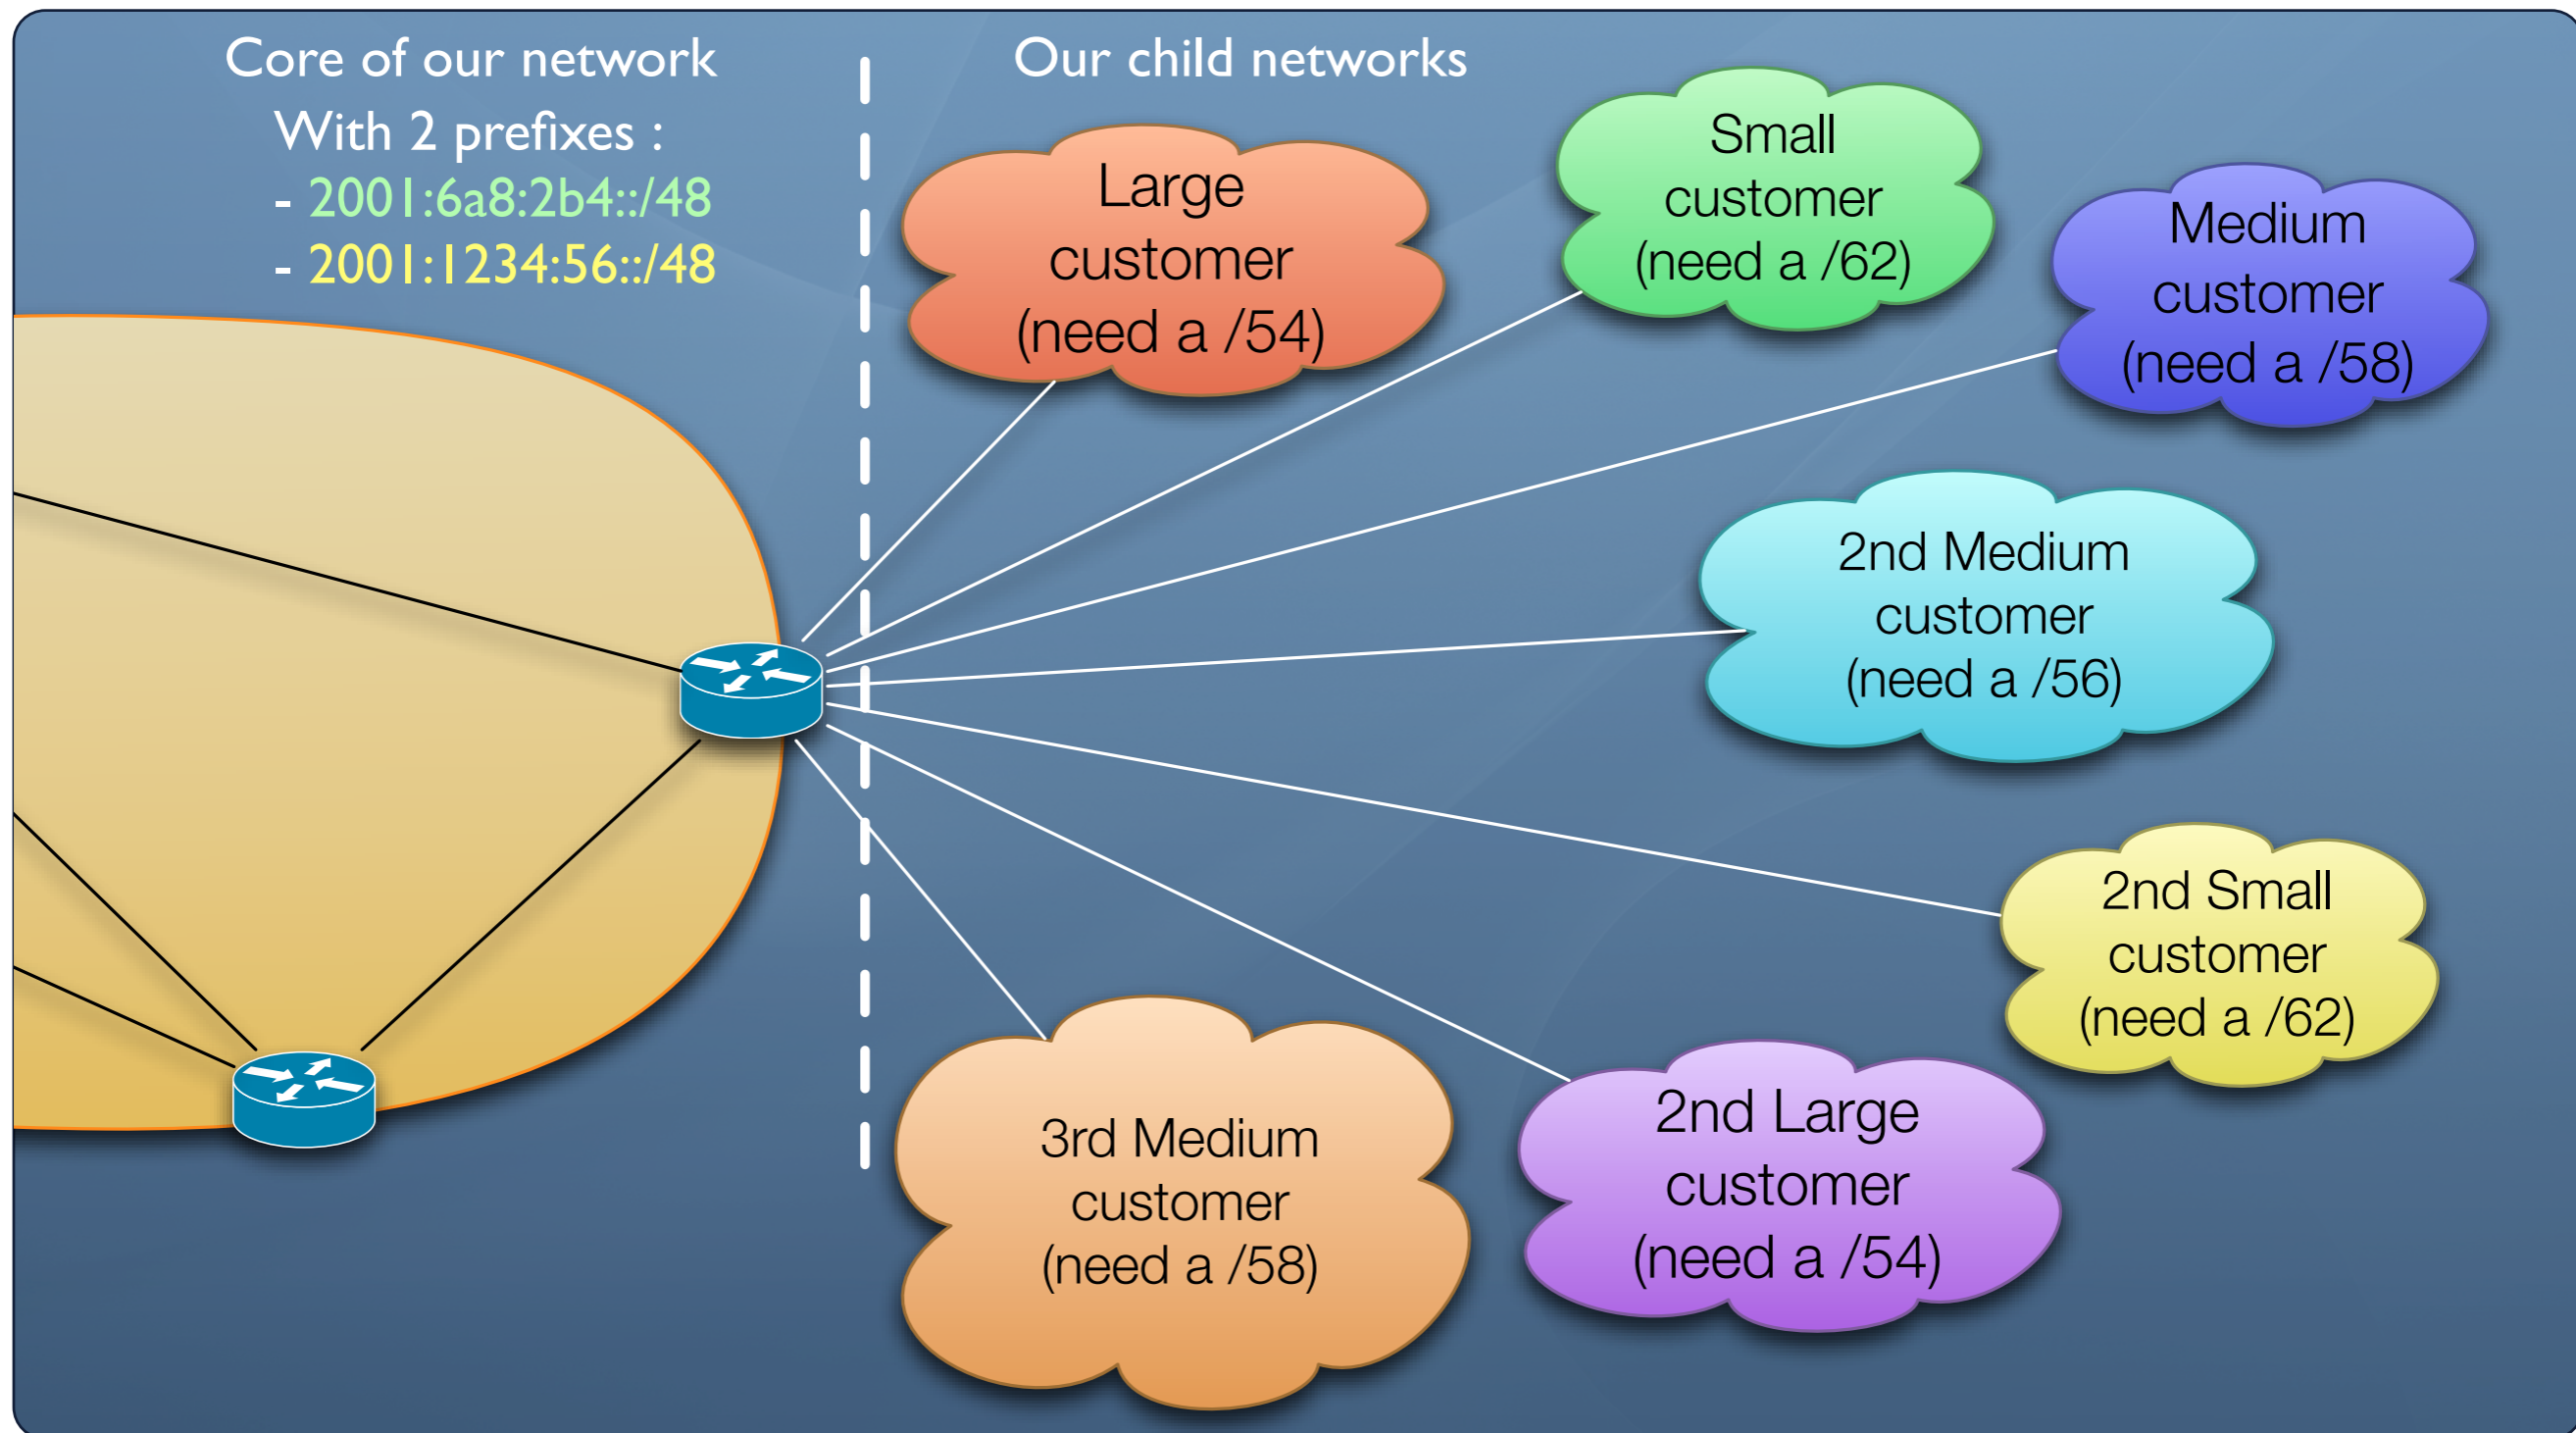 Core of our network
With 2 prefixes :
- 2001:6a8:2b4::/48
- 2001:1234:56::/48
Our child networks
Large
customer
(need a /54)
Small
customer
(need a /62)
Medium
customer
(need a /58)
2nd Medium
customer
(need a /56)
2nd Small
customer
(need a /62)
2nd Large
customer
(need a /54)
3rd Medium
customer
(need a /58)